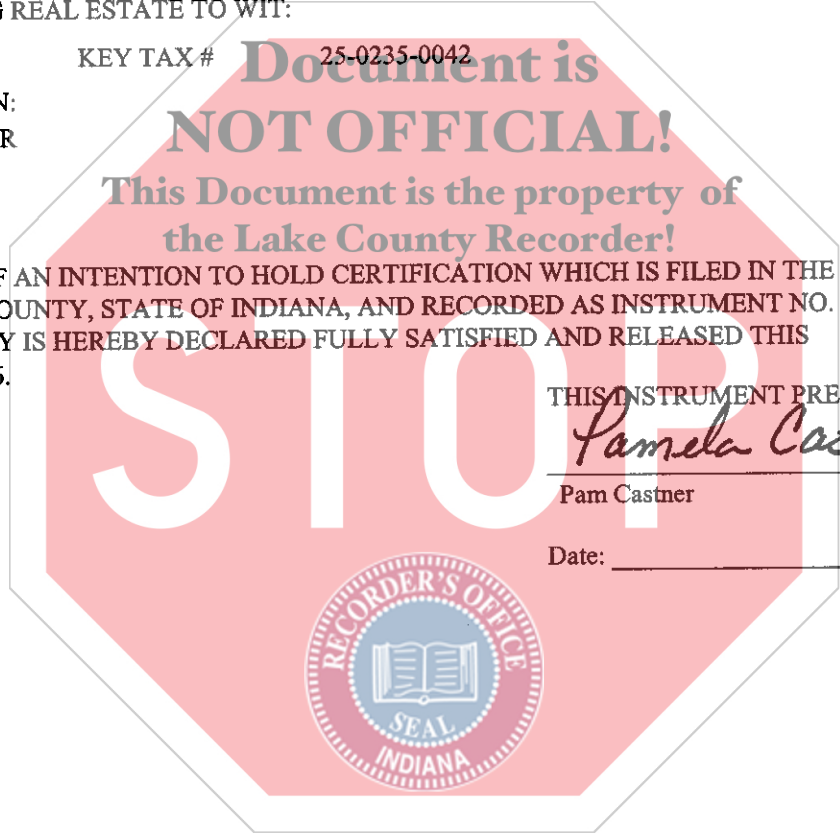 G REAL ESTATE TO WIT:
KEY TAX # 25-0235-0042
Document is
N:
NOT OFFICIAL!
R
This Document is the property of
the Lake County Recorder!
F AN INTENTION TO HOLD CERTIFICATION WHICH IS FILED IN THE
OUNTY, STATE OF INDIANA, AND RECORDED AS INSTRUMENT NO.
Y IS HEREBY DECLARED FULLY SATISFIED AND RELEASED THIS
STOP
THIS INSTRUMENT PRE
Pamela Cas
Pam Castner
Date:
RECORDER'S OFFICE
SEAL
INDIANA